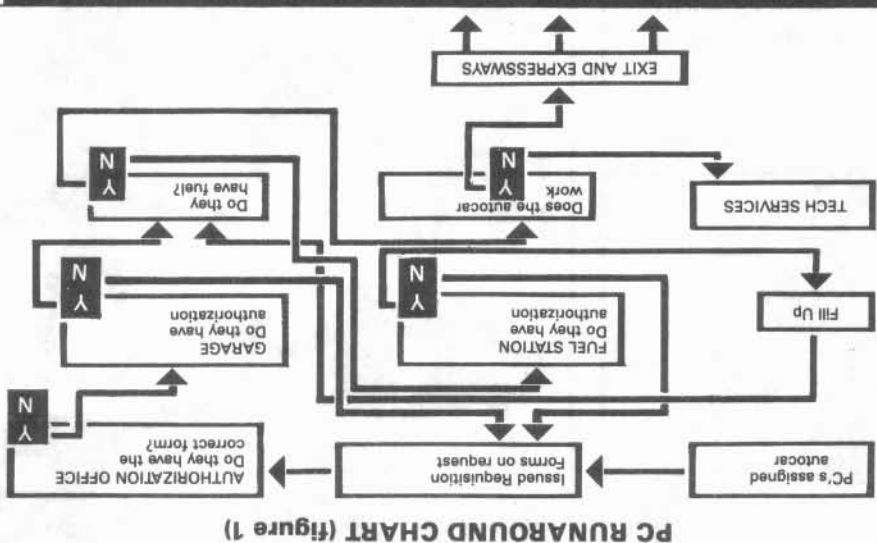 PC RUNAROUND CHART (figure 1)
PC's assigned
autocar
Issued Requisition
Forms on request
AUTHORIZATION OFFICE
Do they have the
correct form?
Y
N
Fill Up
FUEL STATION
Do they have
authorization
Y
N
GARAGE
Do they have
authorization
Y
N
TECH SERVICES
Does the autocar
work
Y
N
Do they
have fuel?
Y
N
EXIT AND EXPRESSWAYS